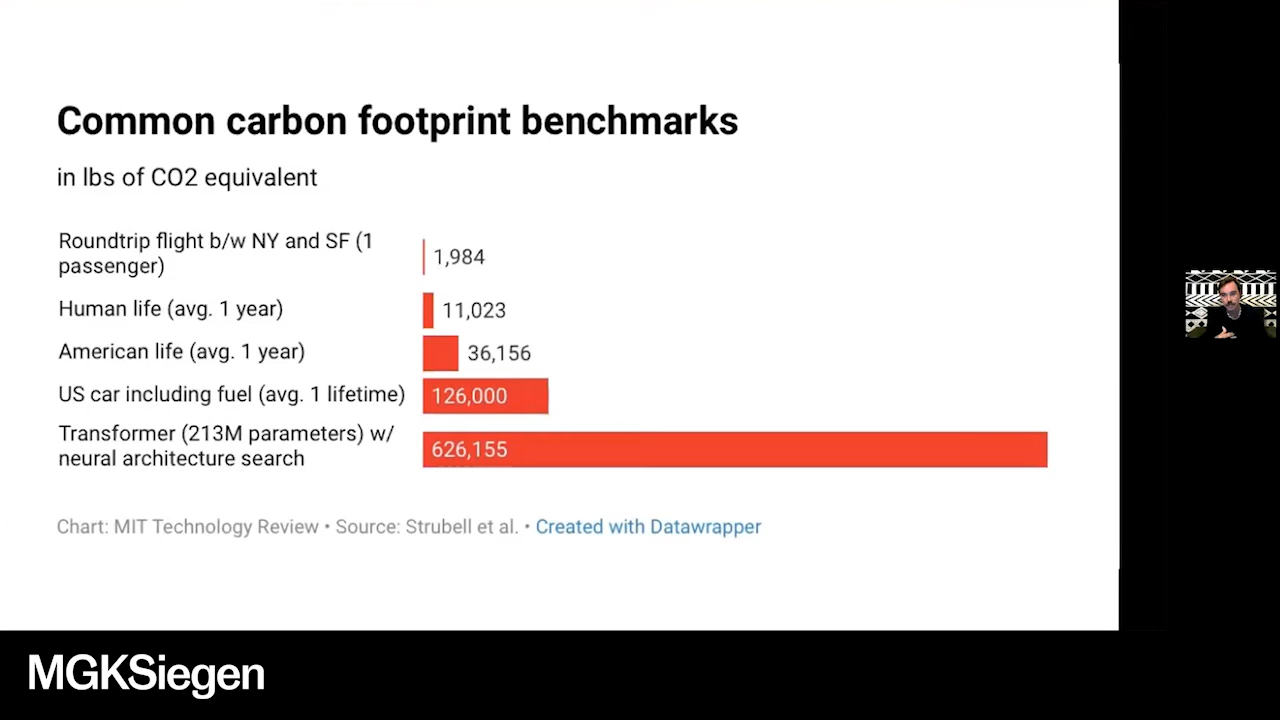 Common carbon footprint benchmarks
in lbs of CO2 equivalent
Roundtrip flight b/w NY and SF (1
passenger)
1,984
Human life (avg. 1 year)
11,023
American life (avg. 1 year)
36,156
US car including fuel (avg. 1 lifetime)
126,000
Transformer (213M parameters) w/
neural architecture search
626,155
Chart: MIT Technology Review • Source: Strubell et al. • Created with Datawrapper
MGKSiegen